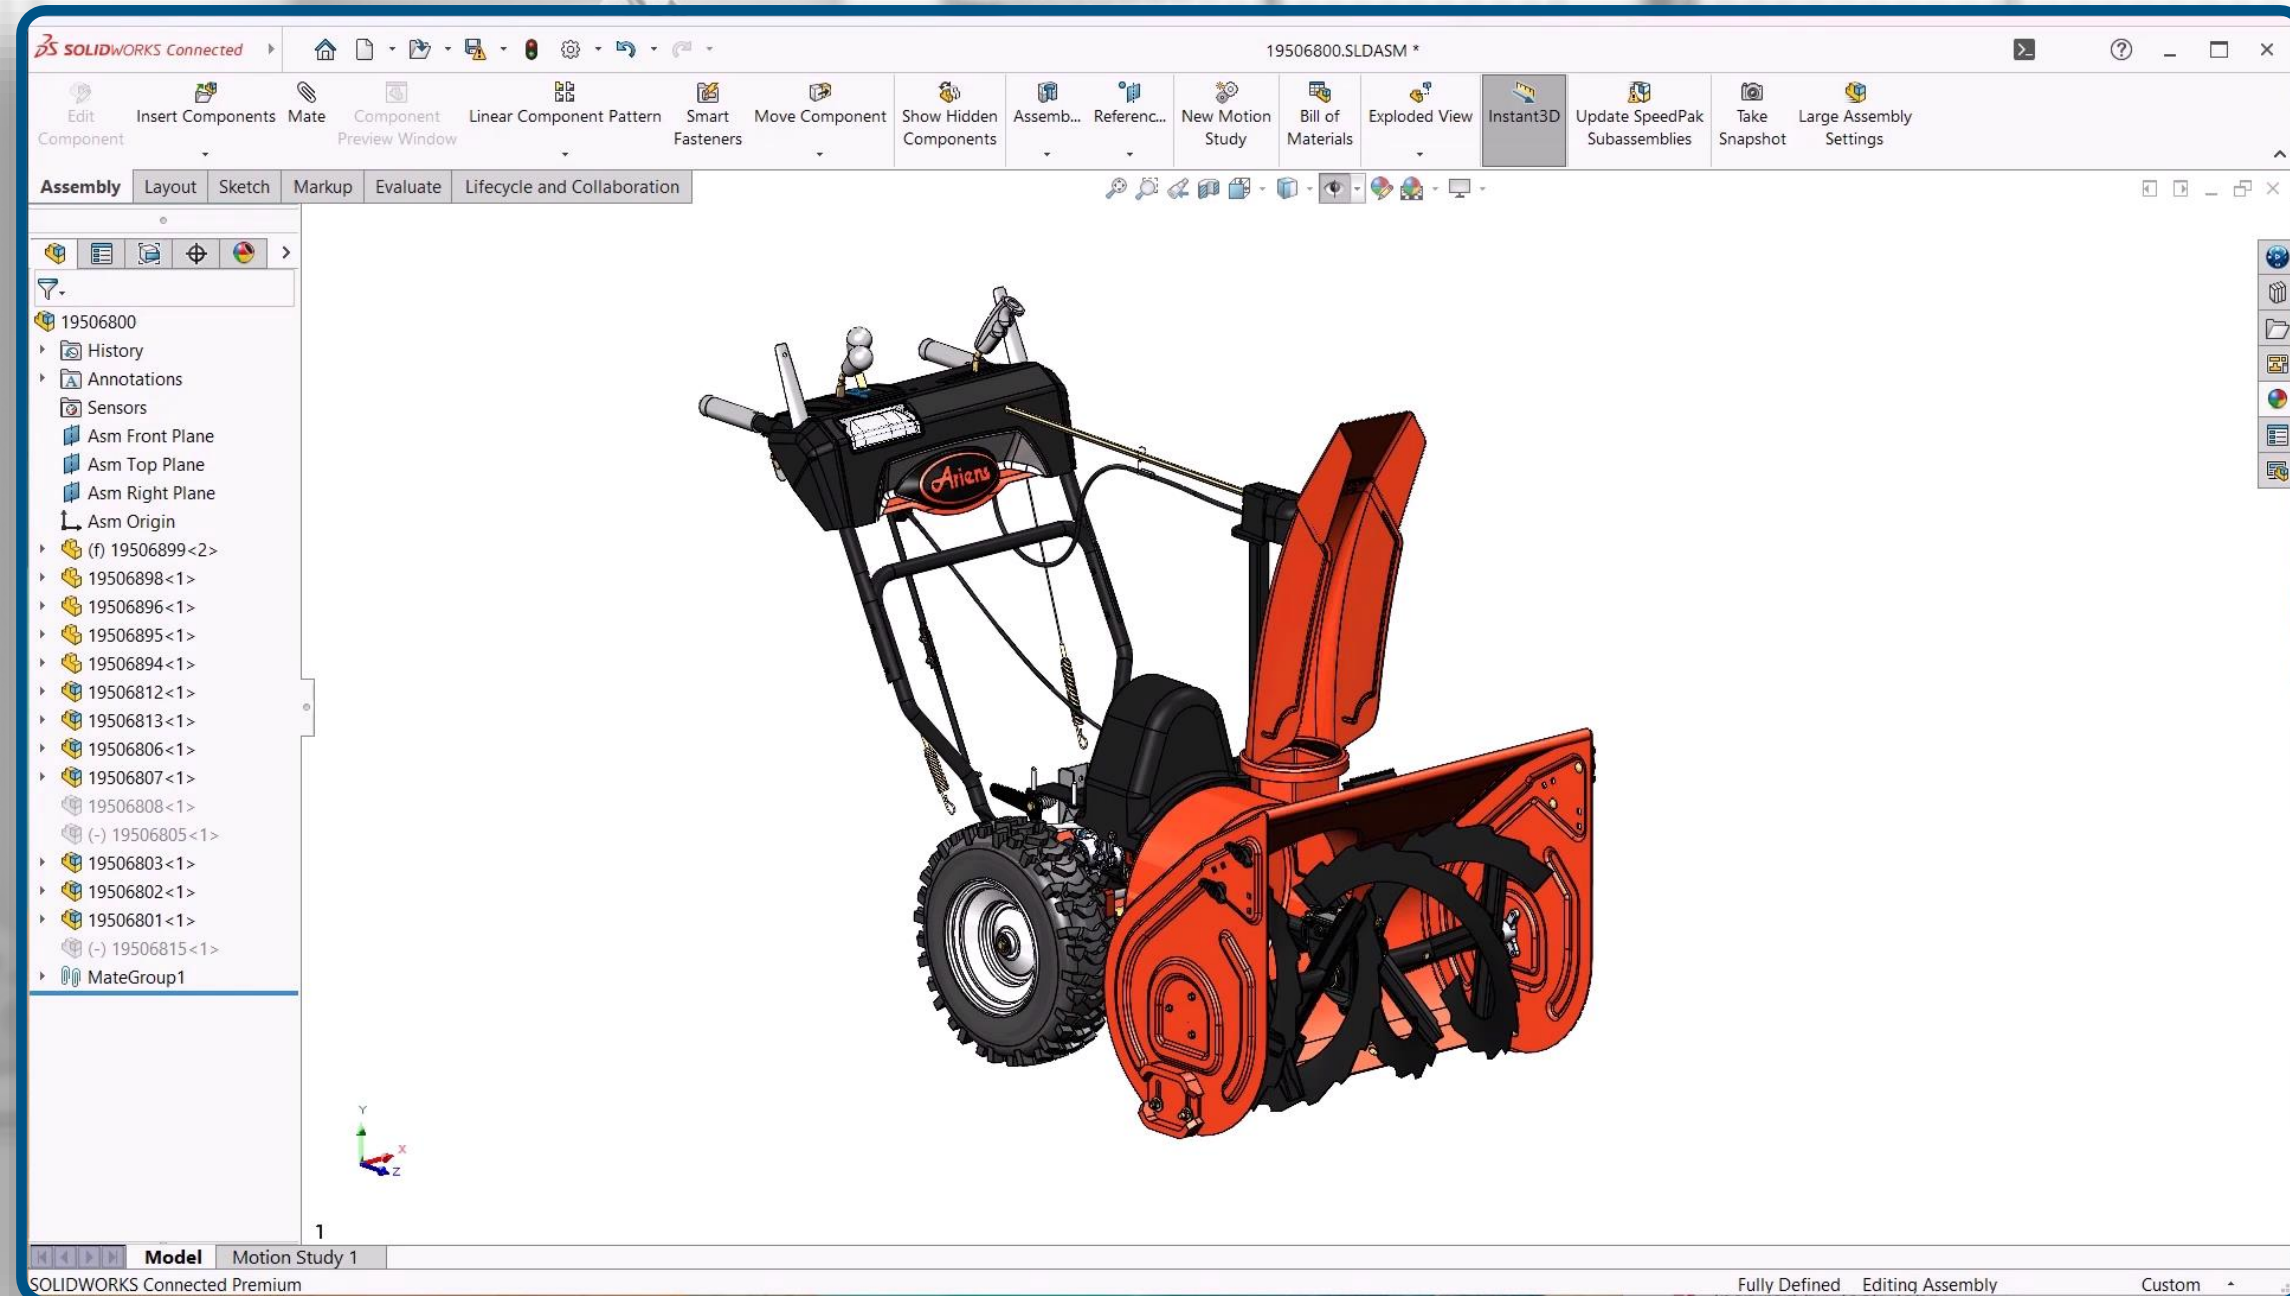 SOLIDWORKS Connected
19506800.SLDASM *
Edit Component
Insert Components
Mate
Component Preview Window
Linear Component Pattern
Smart Fasteners
Move Component
Show Hidden Components
Assemb...
Referenc...
New Motion Study
Bill of Materials
Exploded View
Instant3D
Update SpeedPak Subassemblies
Take Snapshot
Large Assembly Settings
Assembly
Layout
Sketch
Markup
Evaluate
Lifecycle and Collaboration
19506800
History
Annotations
Sensors
Asm Front Plane
Asm Top Plane
Asm Right Plane
Asm Origin
(f) 19506899<2>
19506898<1>
19506896<1>
19506895<1>
19506894<1>
19506812<1>
19506813<1>
19506806<1>
19506807<1>
19506808<1>
(-) 19506805<1>
19506803<1>
19506802<1>
19506801<1>
(-) 19506815<1>
MateGroup1
Ariens
Y
X
Z
1
Model
Motion Study 1
SOLIDWORKS Connected Premium
Fully Defined
Editing Assembly
Custom